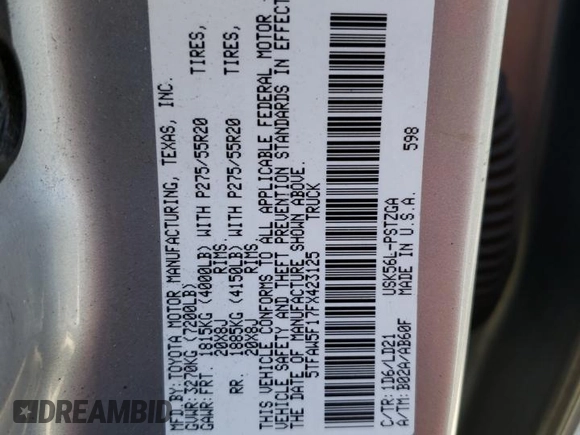 MFD.BY:TOYOTA MOTOR MANUFACTURING, TEXAS, INC.
GVWR: 3270KG (7200LB)
GAWR: FRT. 1815KG (4000LB) WITH P275/55R20 TIRES,
20X8J RIMS.
RR. 1885KG (4150LB) WITH P275/55R20 TIRES,
20X8J RIMS.
THIS VEHICLE CONFORMS TO ALL APPLICABLE FEDERAL MOTOR
VEHICLE SAFETY AND THEFT PREVENTION STANDARDS IN EFFECT
THE DATE OF MANUFACTURE SHOWN ABOVE.
5TFAW5F17FX423125 TRUCK
C/TR: 1D6/LD21 USK56L-PSTZGA
A/TM: B02A/AB60F MADE IN U.S.A. 598
DREAMBID